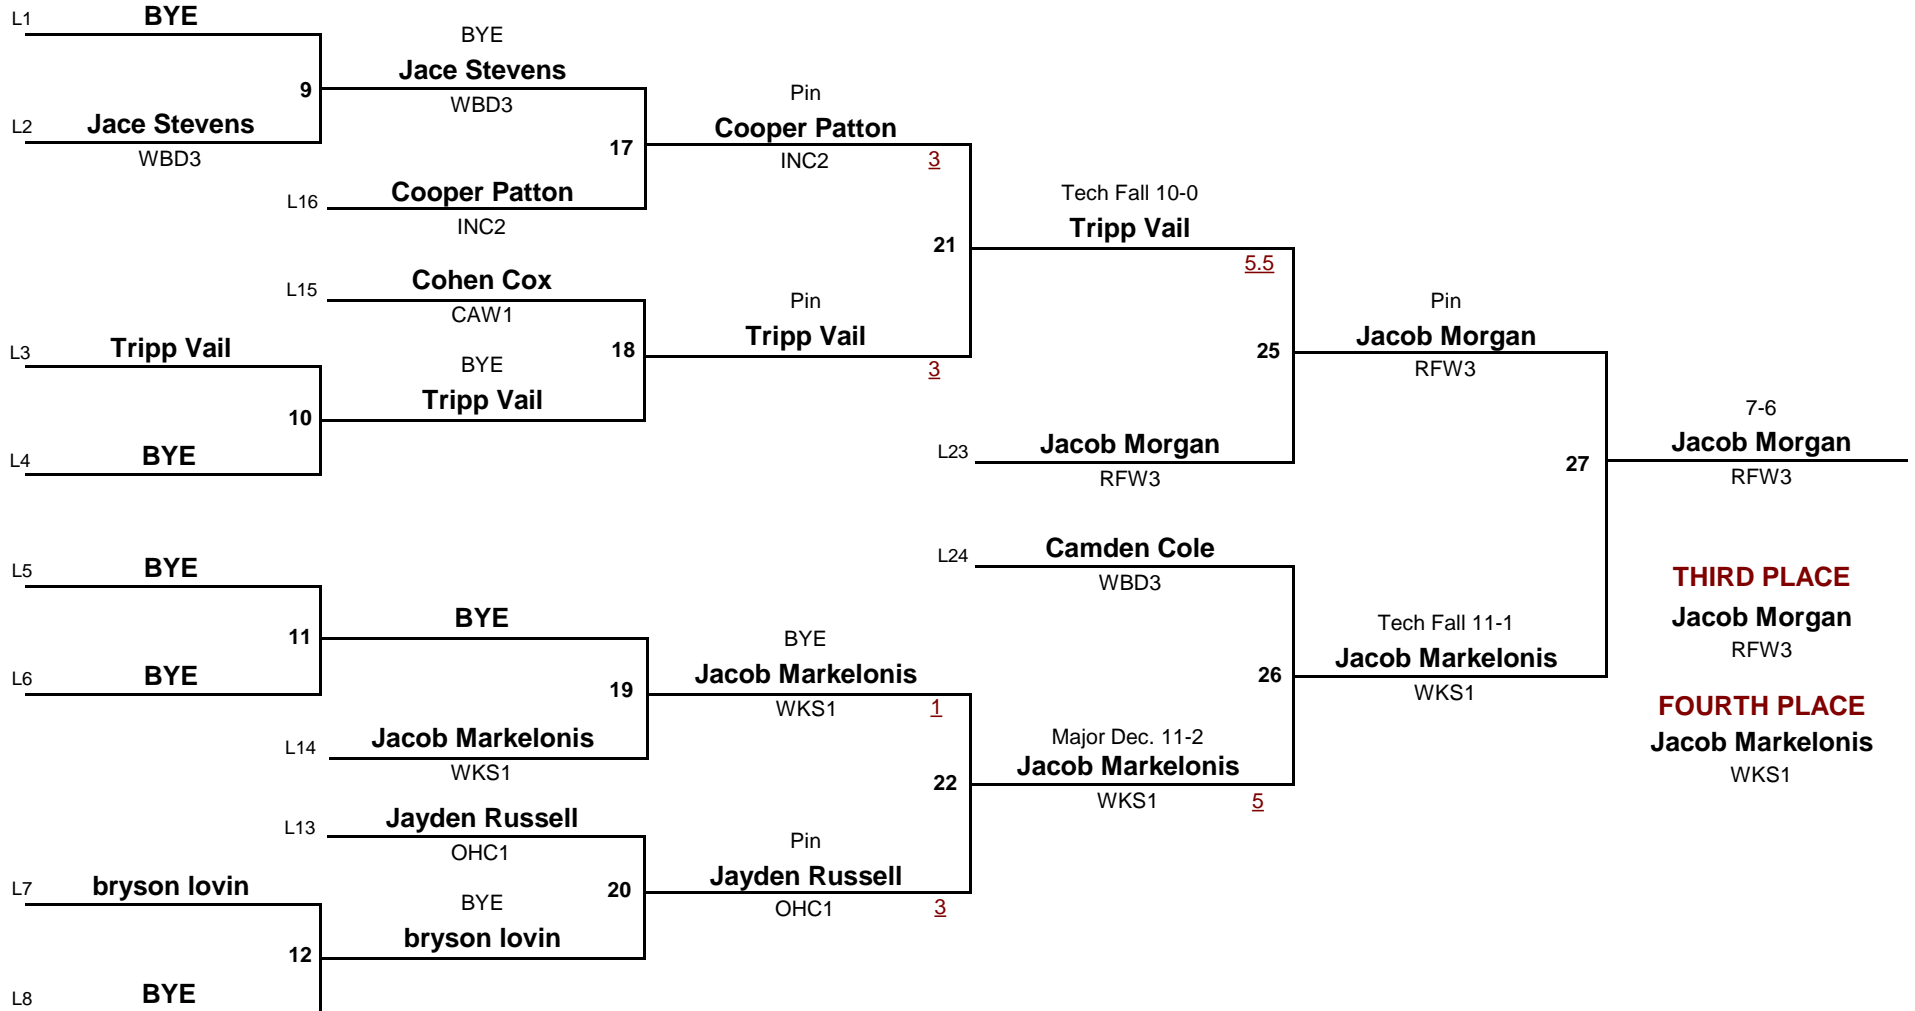 L1
BYE
9
L2
Jace Stevens
WBD3
BYE
Jace Stevens
WBD3
17
L16
Cooper Patton
INC2
Pin
Cooper Patton
INC2
3
L15
Cohen Cox
CAW1
L3
Tripp Vail
10
L4
BYE
BYE
Tripp Vail
18
Pin
Tripp Vail
3
21
Tech Fall 10-0
Tripp Vail
5.5
L23
Jacob Morgan
RFW3
25
Pin
Jacob Morgan
RFW3
L5
BYE
11
L6
BYE
BYE
19
L14
Jacob Markelonis
WKS1
BYE
Jacob Markelonis
WKS1
1
L13
Jayden Russell
OHC1
L7
bryson lovin
12
L8
BYE
BYE
bryson lovin
20
Pin
Jayden Russell
OHC1
3
22
Major Dec. 11-2
Jacob Markelonis
WKS1
5
L24
Camden Cole
WBD3
26
Tech Fall 11-1
Jacob Markelonis
WKS1
27
7-6
Jacob Morgan
RFW3
THIRD PLACE
Jacob Morgan
RFW3
FOURTH PLACE
Jacob Markelonis
WKS1